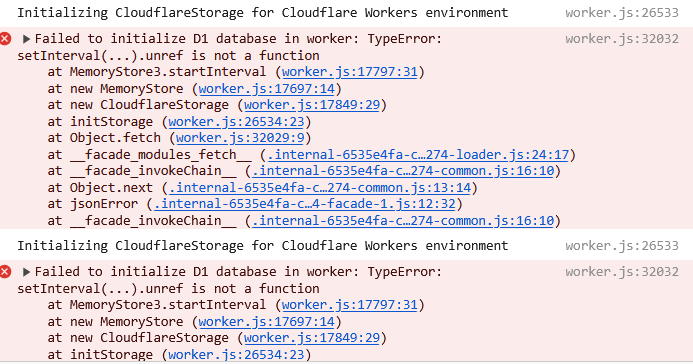 Initializing CloudflareStorage for Cloudflare Workers environment worker.js:26533
Failed to initialize D1 database in worker: TypeError: worker.js:32032
setInterval(...).unref is not a function
at MemoryStore3.startInterval (worker.js:17797:31)
at new MemoryStore (worker.js:17697:14)
at new CloudflareStorage (worker.js:17849:29)
at initStorage (worker.js:26534:23)
at Object.fetch (worker.js:32029:9)
at __facade_modules_fetch__ (.internal-6535e4fa-c…274-loader.js:24:17)
at __facade_invokeChain__ (.internal-6535e4fa-c…274-common.js:16:10)
at Object.next (.internal-6535e4fa-c…274-common.js:13:14)
at jsonError (.internal-6535e4fa-c…4-facade-1.js:12:32)
at __facade_invokeChain__ (.internal-6535e4fa-c…274-common.js:16:10)
Initializing CloudflareStorage for Cloudflare Workers environment worker.js:26533
Failed to initialize D1 database in worker: TypeError: worker.js:32032
setInterval(...).unref is not a function
at MemoryStore3.startInterval (worker.js:17797:31)
at new MemoryStore (worker.js:17697:14)
at new CloudflareStorage (worker.js:17849:29)
at initStorage (worker.js:26534:23)